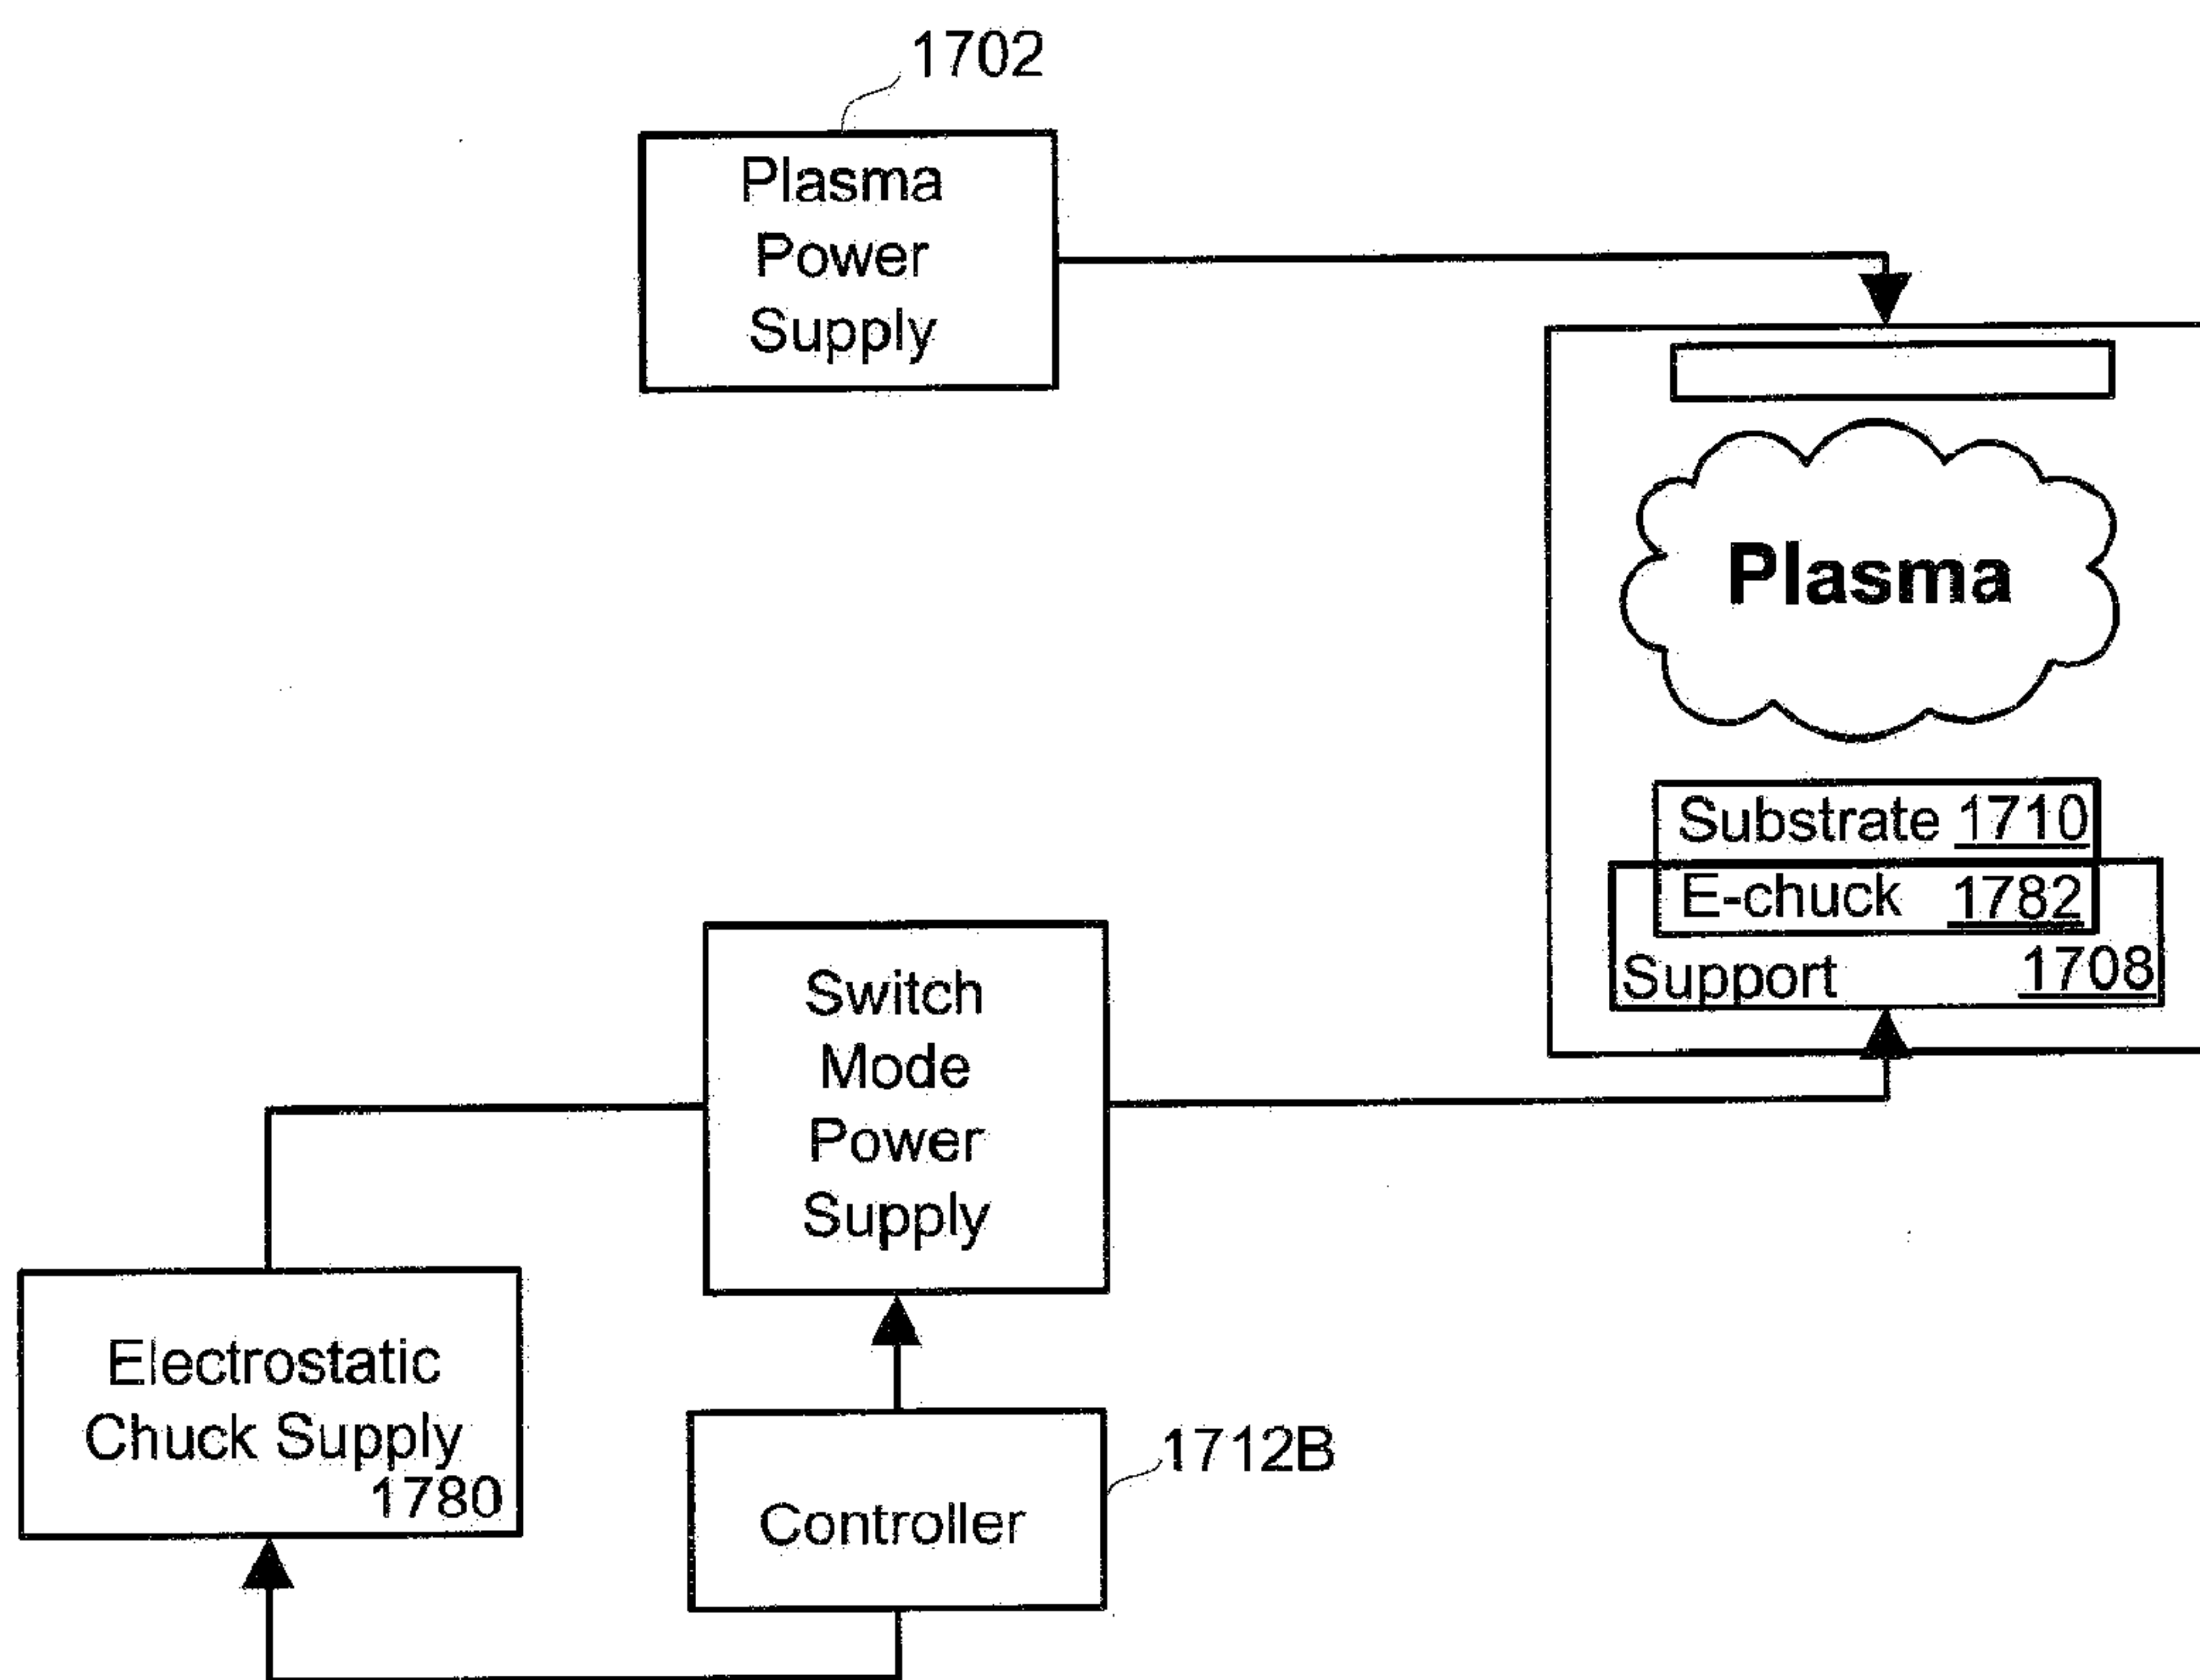 1702
Plasma
Power
Supply
Plasma
Substrate 1710
E-chuck 1782
Support 1708
Switch
Mode
Power
Supply
Electrostatic
Chuck Supply
1780
Controller
1712B